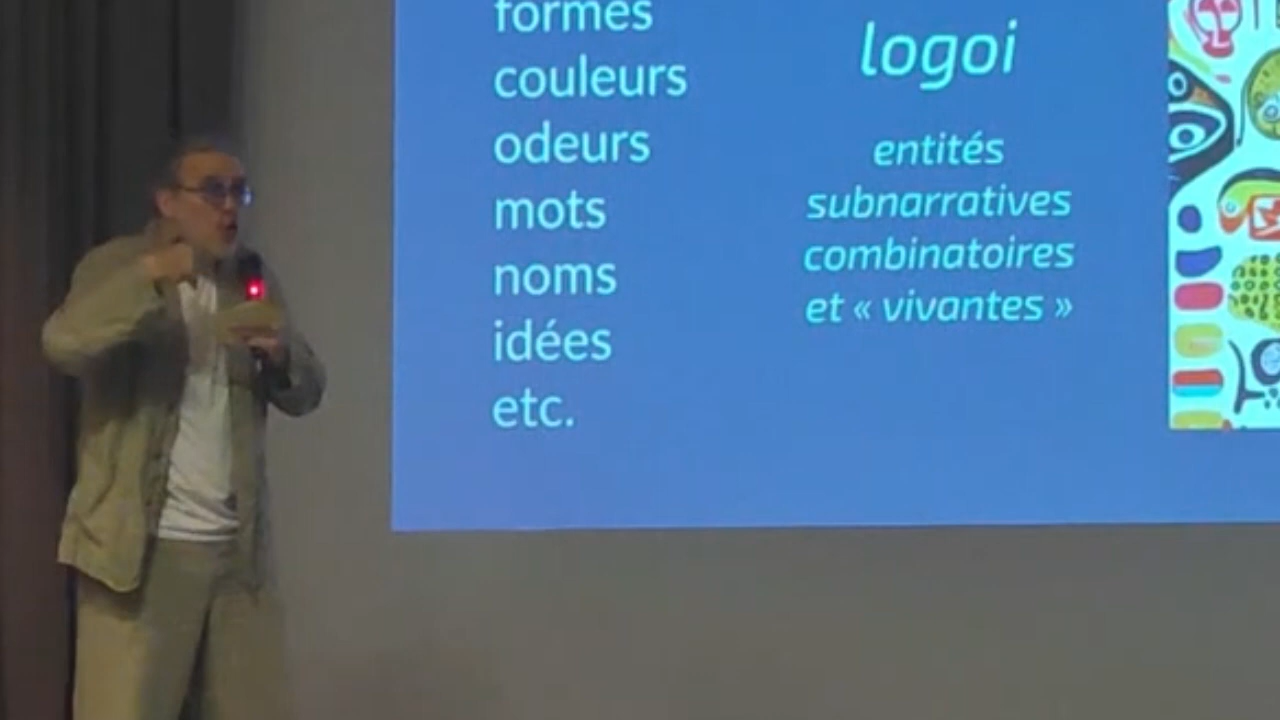 formes
couleurs
odeurs
mots
noms
idées
etc.
logoi
entités
subnarratives
combinatoires
et « vivantes »